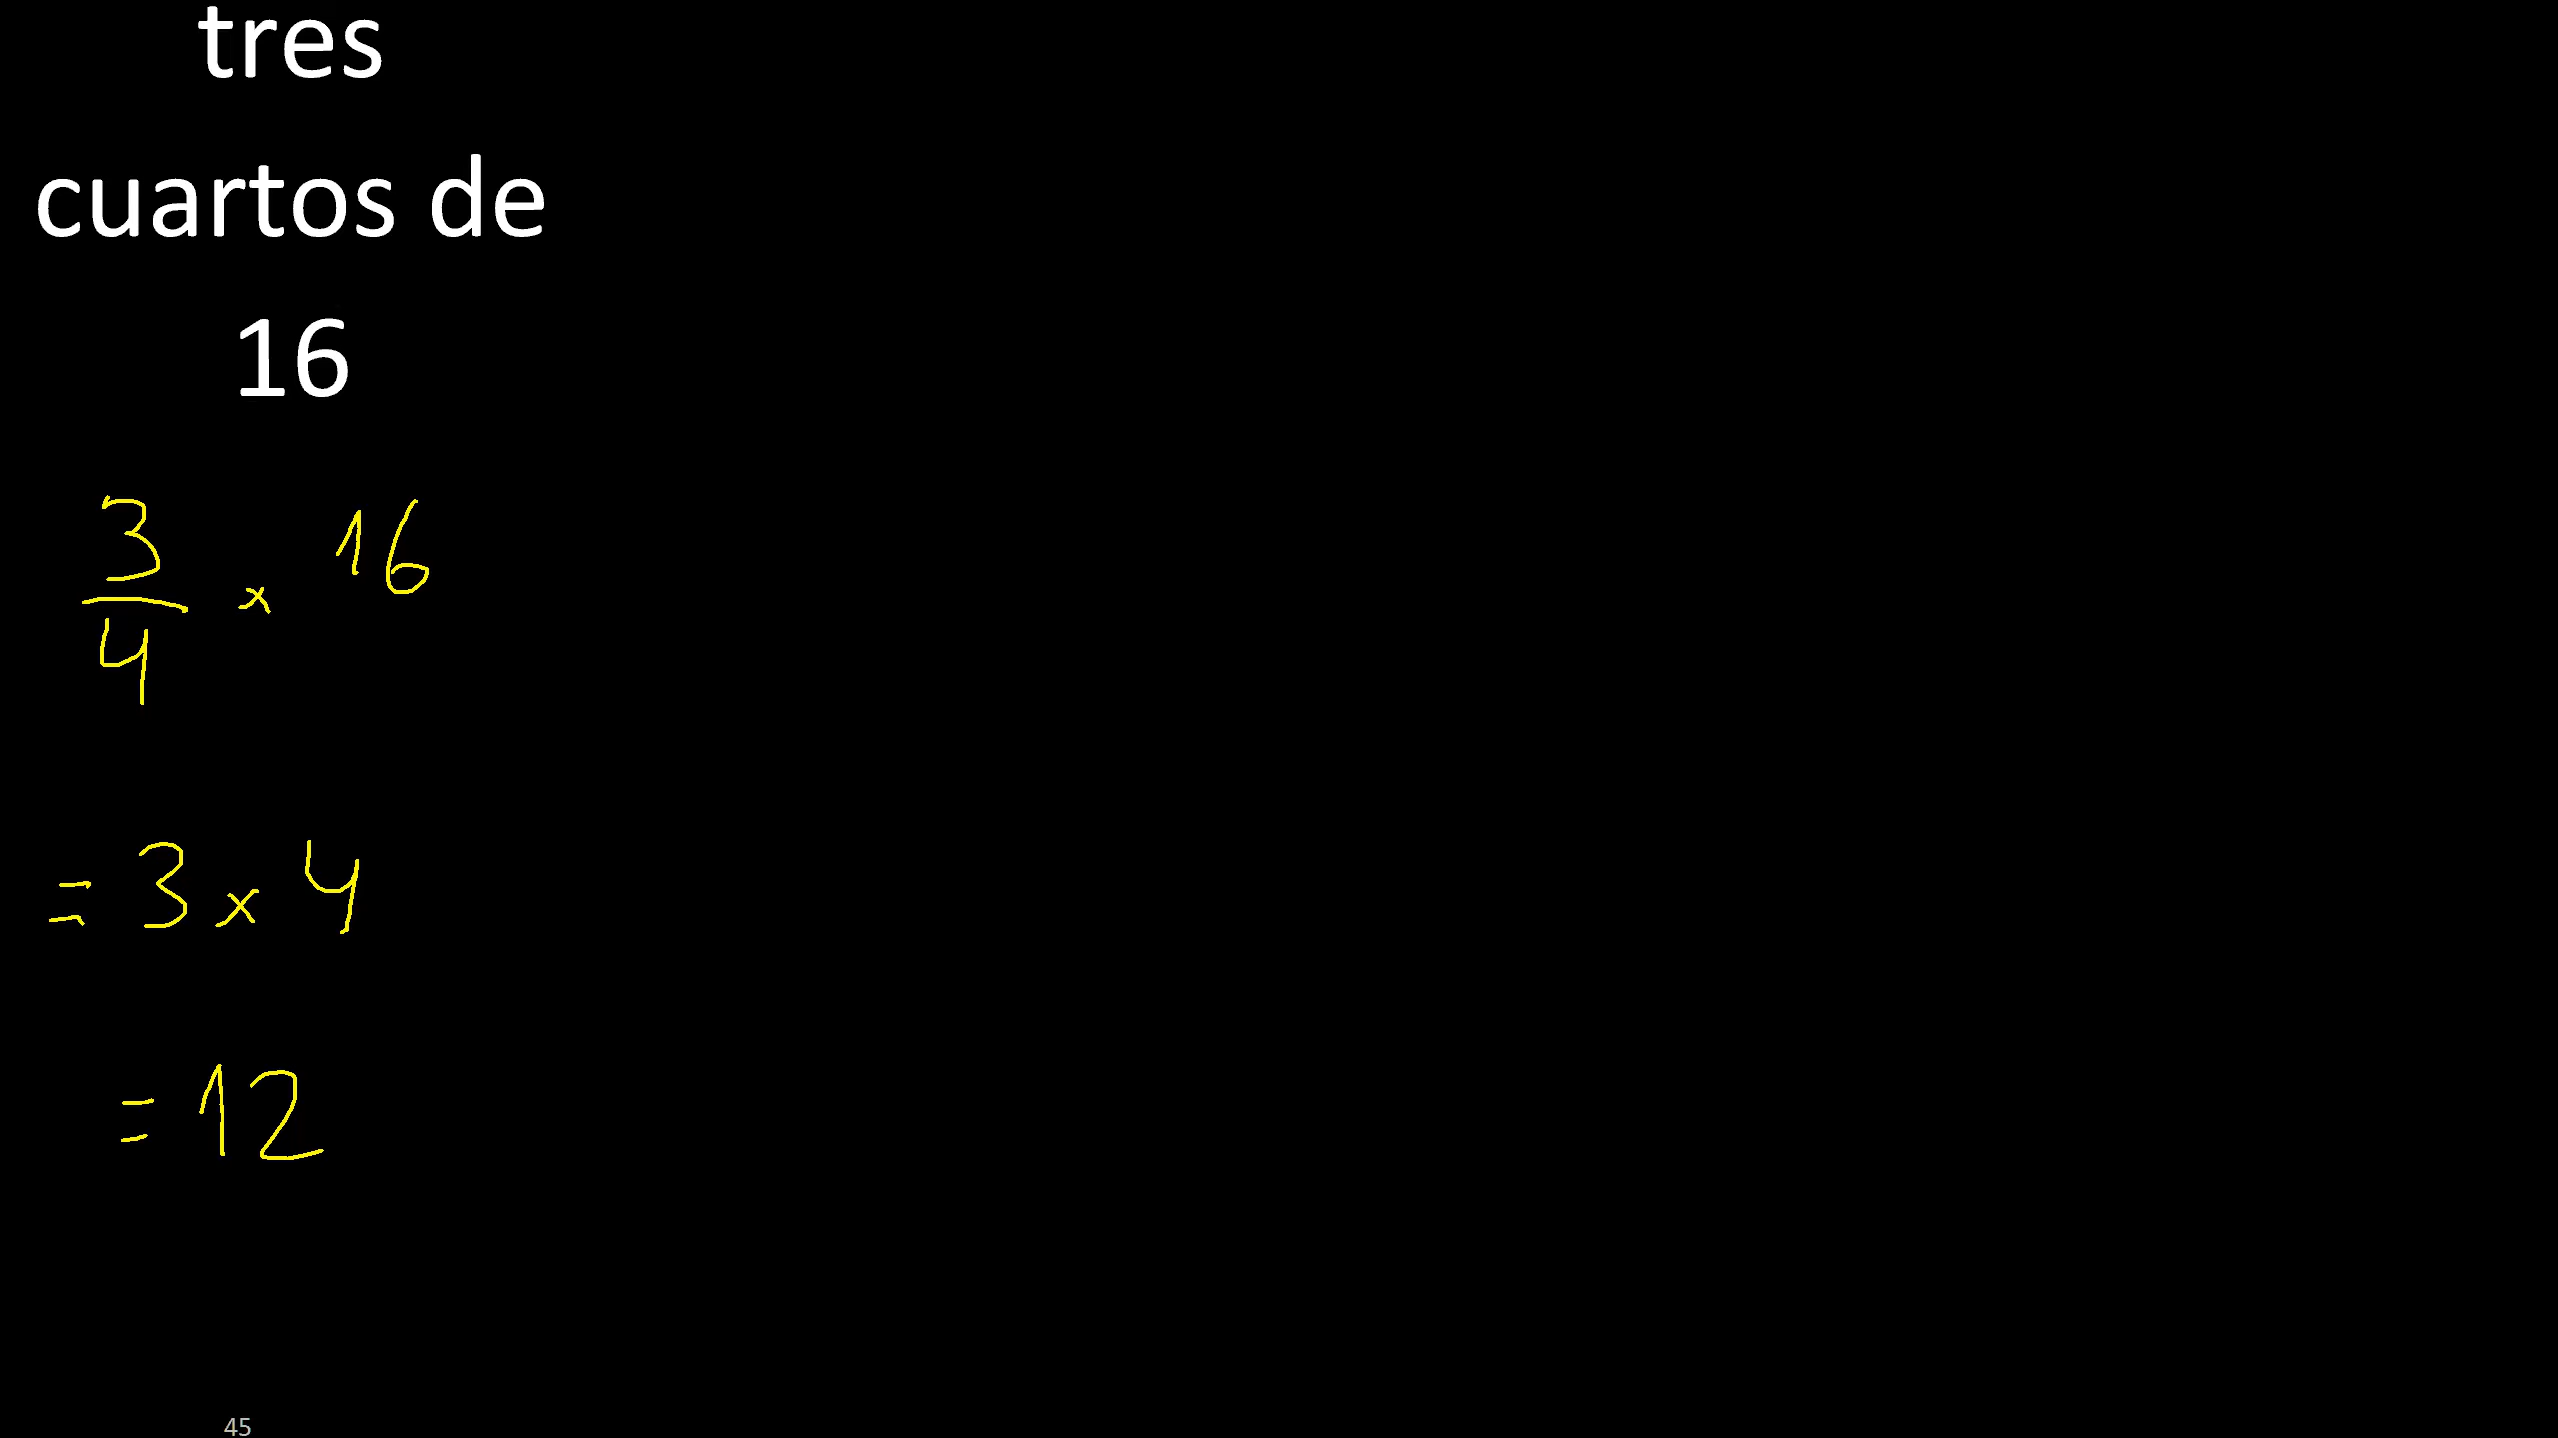 tres
cuartos de
16
3/4 × 16
= 3 × 4
= 12
45